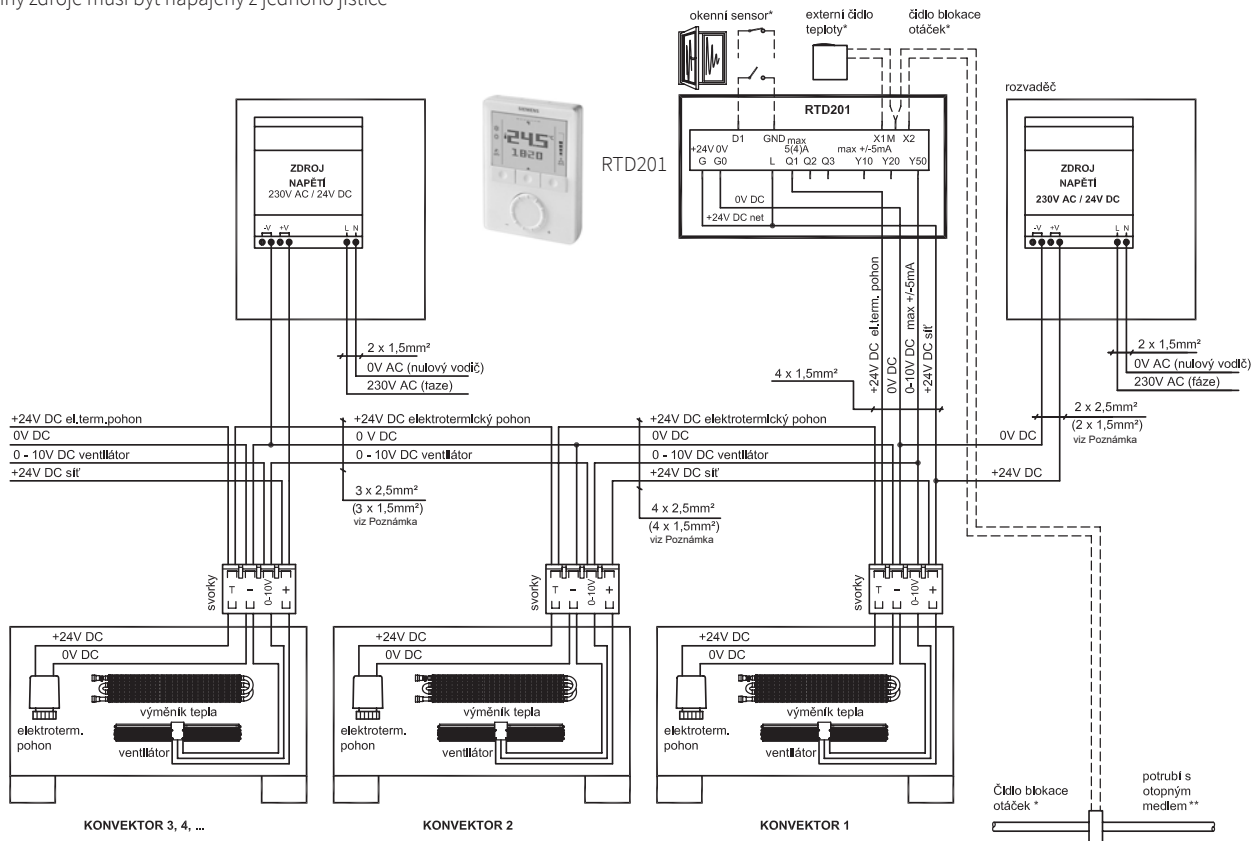 iny zdroje musí být napájeny z jednoho jističe
okenní sensor*
externí čidlo
teploty*
čidlo blokace
otáček*
rozvaděč
RTD201
D1 GND max X1 M X2
+24V 0V 5(4)A max +/-5mA
G G0 L Q1 Q2 Q3 Y10 Y20 Y50
0V DC
+24V DC net
SIEMENS
24.5
1820
RTD201
ZDROJ
NAPĚTÍ
230V AC / 24V DC
-V +V L N
ZDROJ
NAPĚTÍ
230V AC / 24V DC
-V +V L N
2 x 1,5mm²
0V AC (nulový vodič)
230V AC (faze)
4 x 1,5mm²
+24V DC el.term. pohon
0V DC
0-10V DC max +/-5mA
+24V DC síť
2 x 1,5mm²
0V AC (nulový vodič)
230V AC (fáze)
2 x 2,5mm²
(2 x 1,5mm²)
viz Poznámka
0V DC
+24V DC
+24V DC el.term.pohon
0V DC
0 - 10V DC ventilátor
+24V DC síť
+24V DC elektrotermický pohon
0 V DC
0 - 10V DC ventilátor
3 x 2,5mm²
(3 x 1,5mm²)
viz Poznámka
+24V DC elektrotermický pohon
0V DC
0 - 10V DC ventilátor
+24V DC síť
4 x 2,5mm²
(4 x 1,5mm²)
viz Poznámka
svorky
T - 0-10V +
svorky
T - 0-10V +
svorky
T - 0-10V +
+24V DC
0V DC
výměník tepla
elektroterm.
pohon
ventilátor
+24V DC
0V DC
výměník tepla
elektroterm.
pohon
ventilátor
+24V DC
0V DC
výměník tepla
elektroterm.
pohon
ventilátor
KONVEKTOR 3, 4, ...
KONVEKTOR 2
KONVEKTOR 1
Čidlo blokace
otáček *
potrubí s
otopným
medlem **